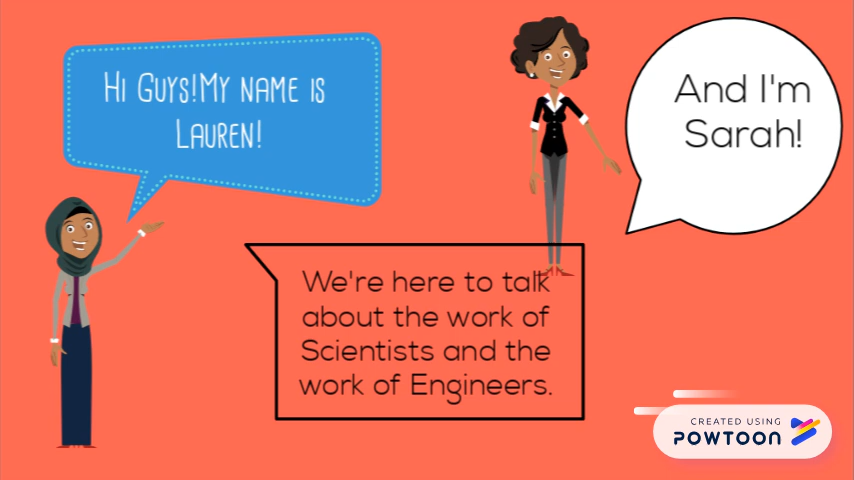 Hi Guys!My name is
Lauren!
And I'm
Sarah!
We're here to talk
about the work of
Scientists and the
work of Engineers.
CREATED USING
POWTOON